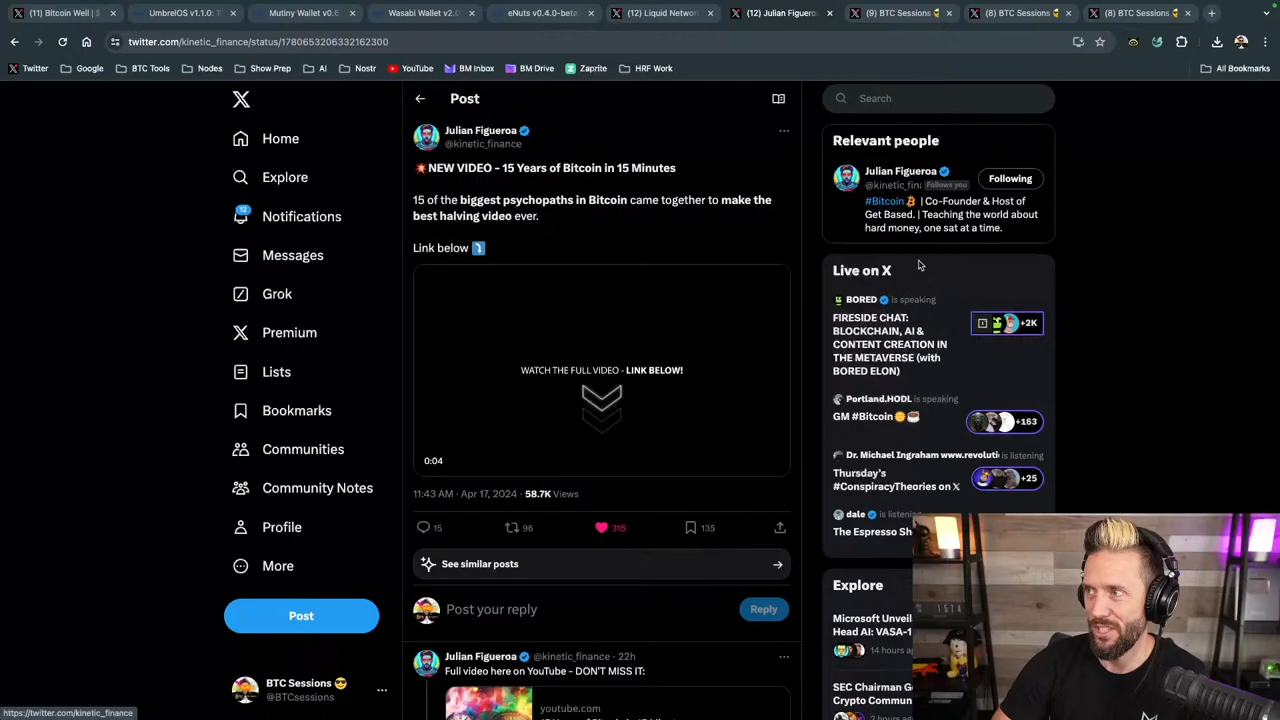 (11) Bitcoin Well | $
UmbrelOS v1.1.0: T
Mutiny Wallet v0.6.
Wasabi Wallet v2.0.
eNuts v0.4.0-beta
(12) Liquid Networ
(12) Julian Figuero
(9) BTC Sessions 😎
(8) BTC Sessions 😎
(8) BTC Sessions 😎
twitter.com/kinetic_finance/status/1780653206332162300
Twitter
Google
BTC Tools
Nodes
Show Prep
AI
Nostr
YouTube
BM Inbox
BM Drive
Zaprite
HRF Work
All Bookmarks
Home
Explore
12
Notifications
Messages
Grok
Premium
Lists
Bookmarks
Communities
Community Notes
Profile
More
Post
BTC Sessions 😎
@BTCsessions
https://twitter.com/kinetic_finance
Post
Julian Figueroa
@kinetic_finance
💥NEW VIDEO - 15 Years of Bitcoin in 15 Minutes
15 of the biggest psychopaths in Bitcoin came together to make the
best halving video ever.
Link below ⤵️
WATCH THE FULL VIDEO - LINK BELOW!
0:04
11:43 AM · Apr 17, 2024 · 58.7K Views
15
96
315
135
See similar posts
Post your reply
Reply
Julian Figueroa @kinetic_finance · 22h
Full video here on YouTube - DON'T MISS IT:
youtube.com
Search
Relevant people
Julian Figueroa
@kinetic_fina Follows you
Following
#Bitcoin | Co-Founder & Host of
Get Based. | Teaching the world about
hard money, one sat at a time.
Live on X
BORED is speaking
FIRESIDE CHAT:
BLOCKCHAIN, AI &
CONTENT CREATION IN
THE METAVERSE (with
BORED ELON)
+2K
Portland.HODL is speaking
GM #Bitcoin🌞☕
+163
Dr. Michael Ingraham www.revoluti is listening
Thursday's
#ConspiracyTheories on X
+25
dale is listenin
The Espresso Sh
Explore
Microsoft Unveil
Head AI: VASA-1
14 hours ag
SEC Chairman Ge
Crypto Commun
2 hours ag